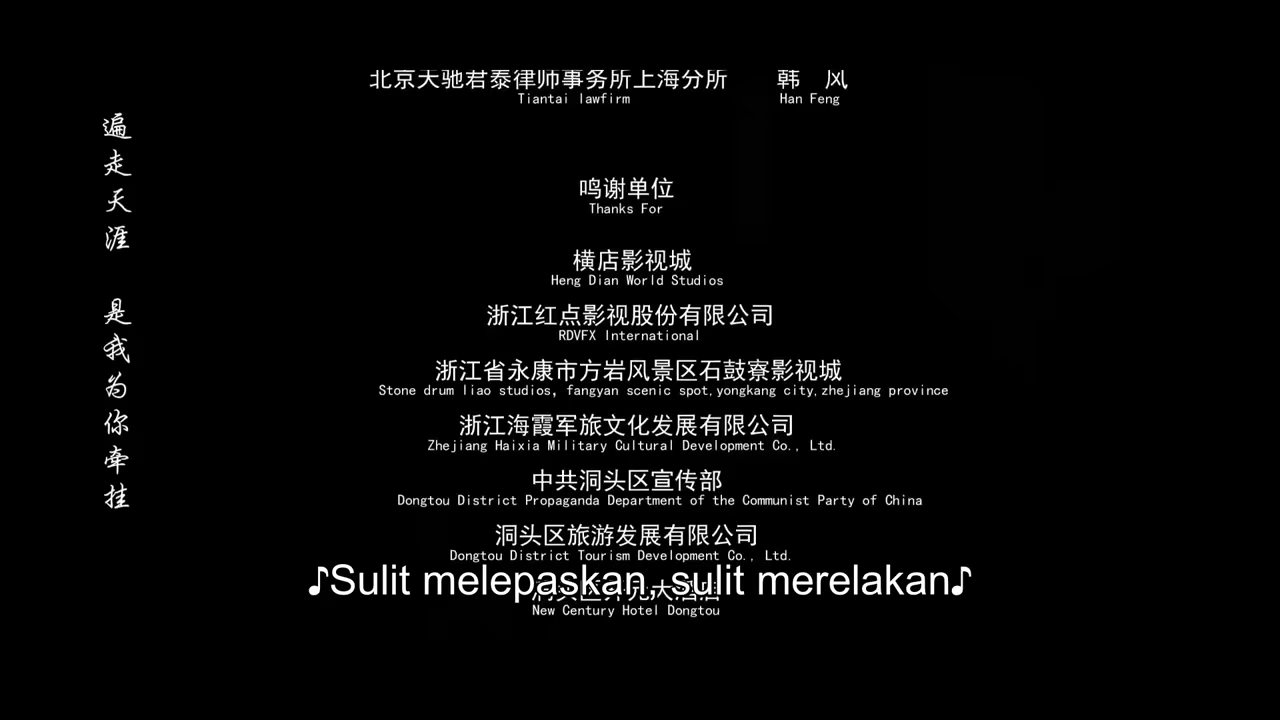 北京天驰君泰律师事务所上海分所 韩 风
Tiantai lawfirm Han Feng
遍走天涯 是我为你牵挂
鸣谢单位
Thanks For
横店影视城
Heng Dian World Studios
浙江红点影视股份有限公司
RDVFX International
浙江省永康市方岩风景区石鼓寮影视城
Stone drum liao studios, fangyan scenic spot,yongkang city,zhejiang province
浙江海霞军旅文化发展有限公司
Zhejiang Haixia Military Cultural Development Co., Ltd.
中共洞头区宣传部
Dongtou District Propaganda Department of the Communist Party of China
洞头区旅游发展有限公司
Dongtou District Tourism Development Co., Ltd.
♪Sulit melepaskan, sulit merelakan♪
New Century Hotel Dongtou